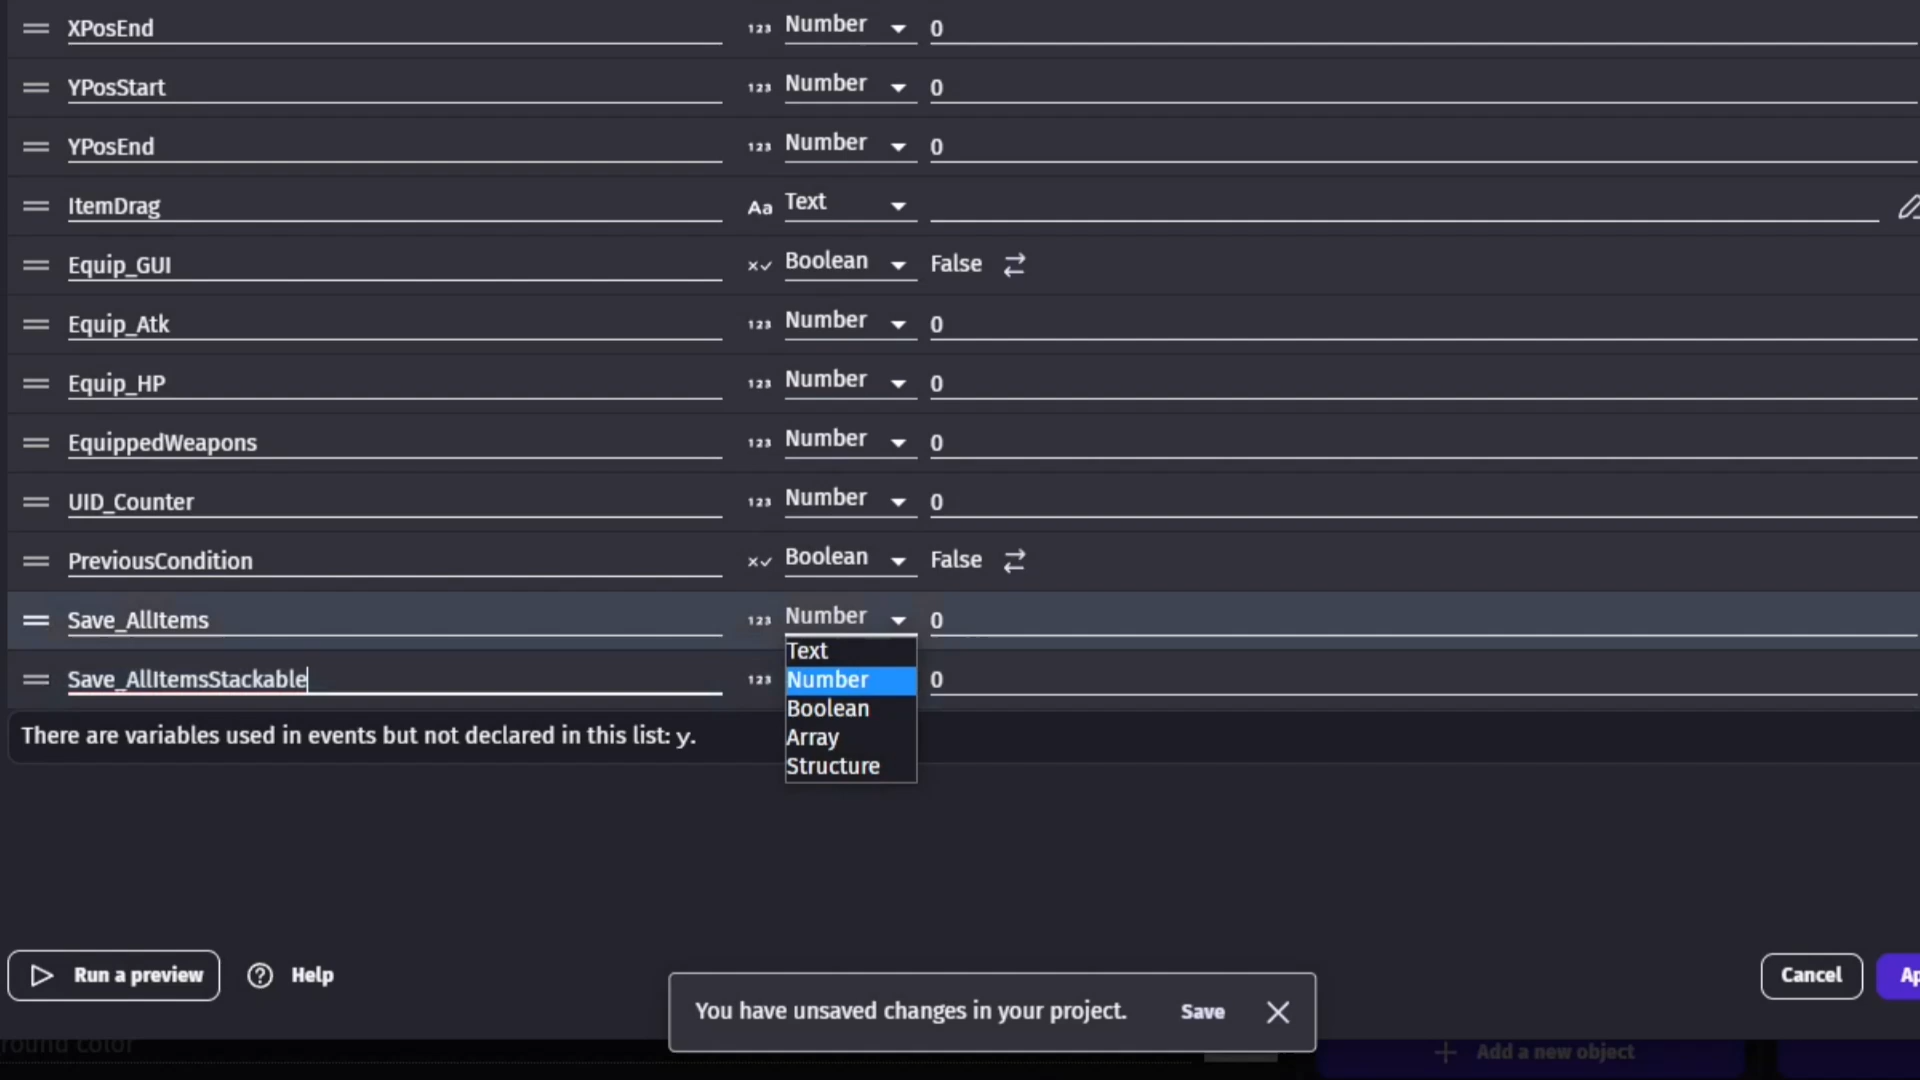 XPosEnd 123 Number 0
YPosStart 123 Number 0
YPosEnd 123 Number 0
ItemDrag Aa Text
Equip_GUI Boolean False
Equip_Atk 123 Number 0
Equip_HP 123 Number 0
EquippedWeapons 123 Number 0
UID_Counter 123 Number 0
PreviousCondition Boolean False
Save_AllItems 123 Number 0
Text
Save_AllItemsStackable 123 Number 0
Boolean
There are variables used in events but not declared in this list: y.
Array
Structure
Run a preview Help Cancel Ap
You have unsaved changes in your project. Save
round color
Add a new object